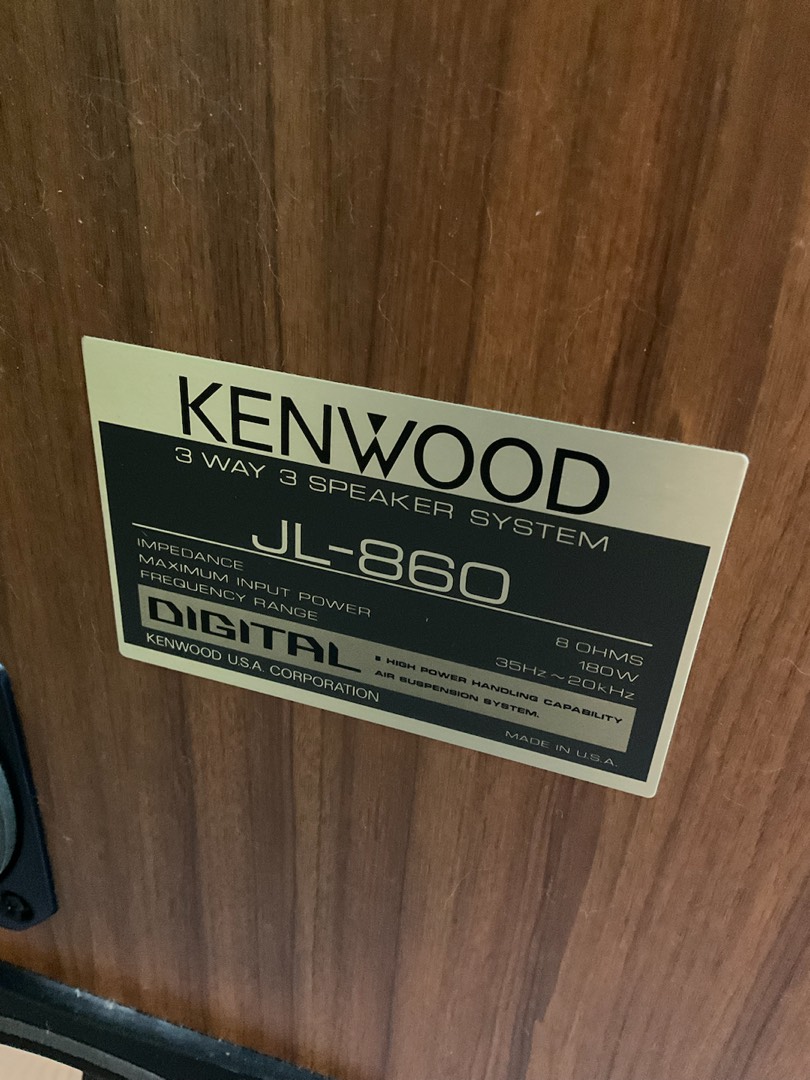 KENWOOD
3 WAY 3 SPEAKER SYSTEM
JL-860
IMPEDANCE 8 OHMS
MAXIMUM INPUT POWER 180W
FREQUENCY RANGE 35Hz~20kHz
DIGITAL
& HIGH POWER HANDLING CAPABILITY
AIR SUSPENSION SYSTEM.
KENWOOD U.S.A. CORPORATION
MADE IN U.S.A.